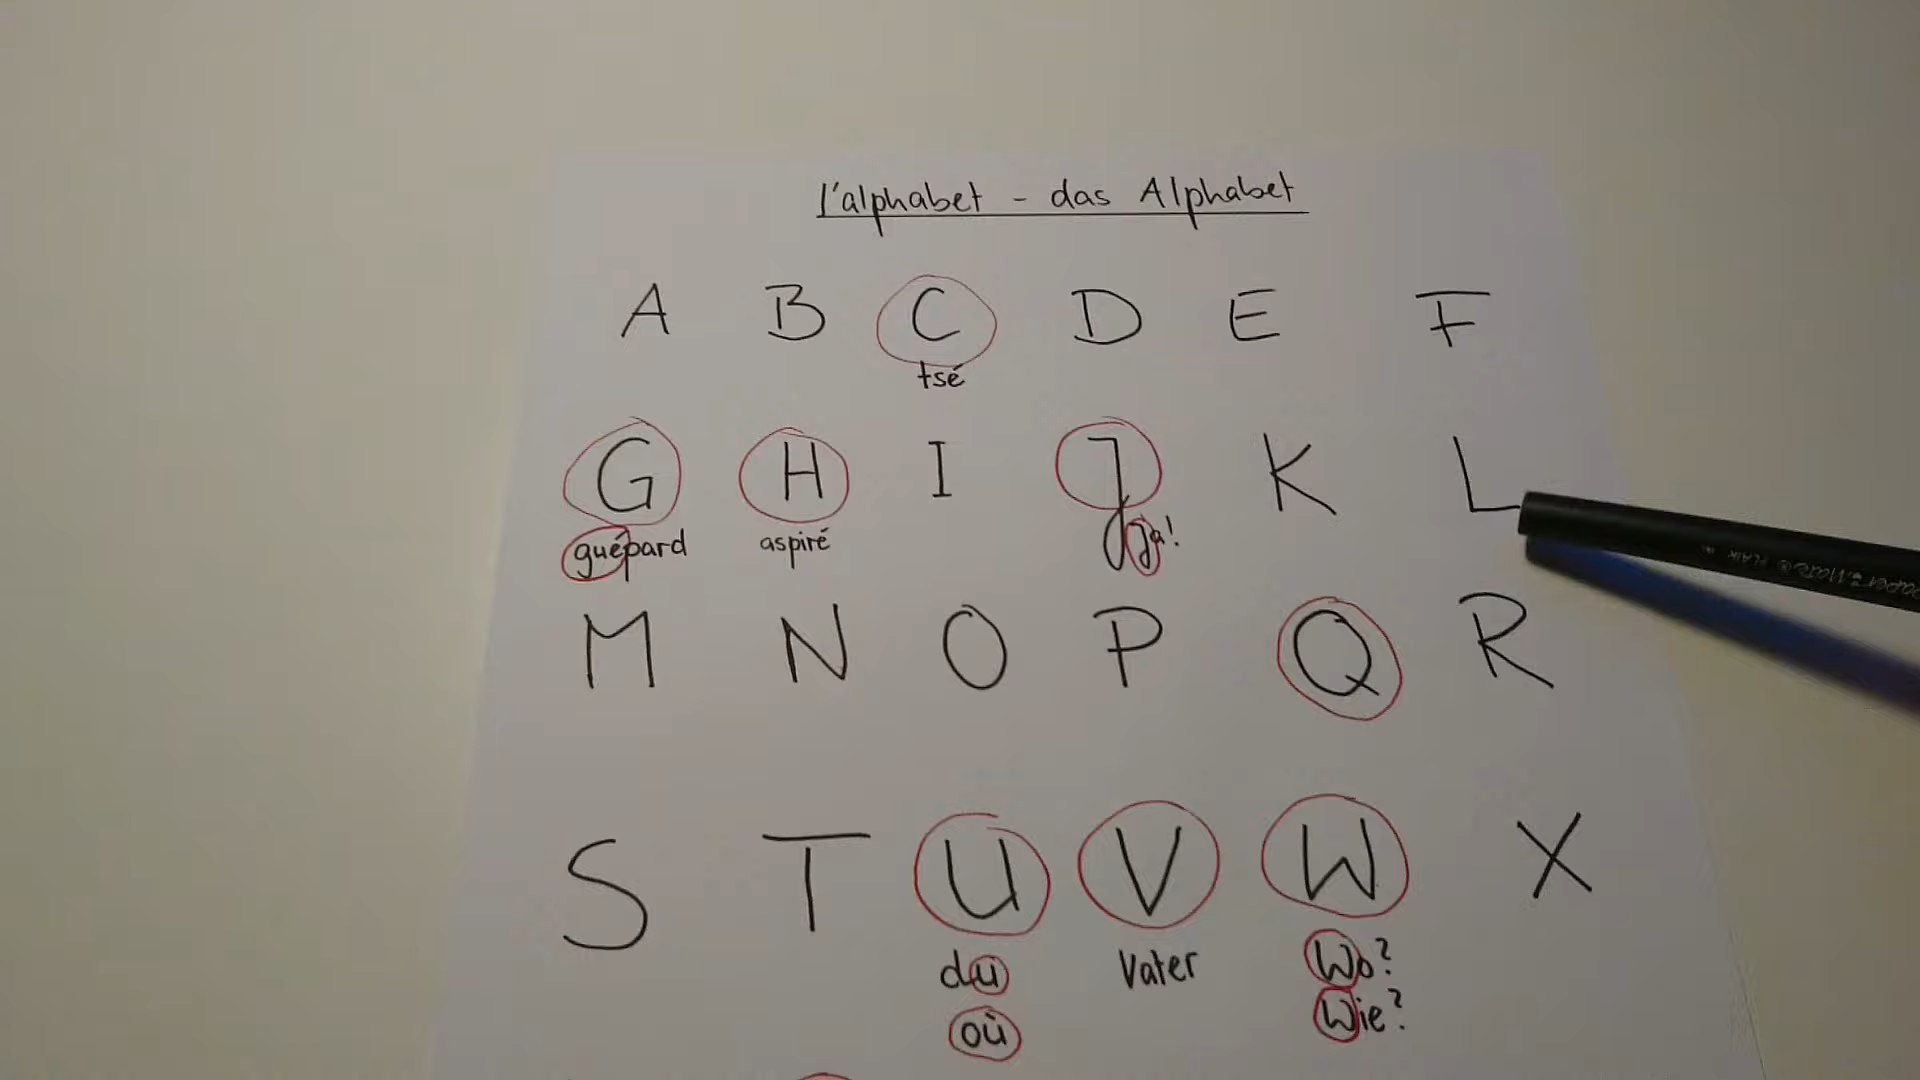 l'alphabet - das Alphabet
A B C D E F
tsé
G H I J K L
guépard aspiré Ja!
M N O P Q R
S T U V W X
du Vater Wo?
où Wie?